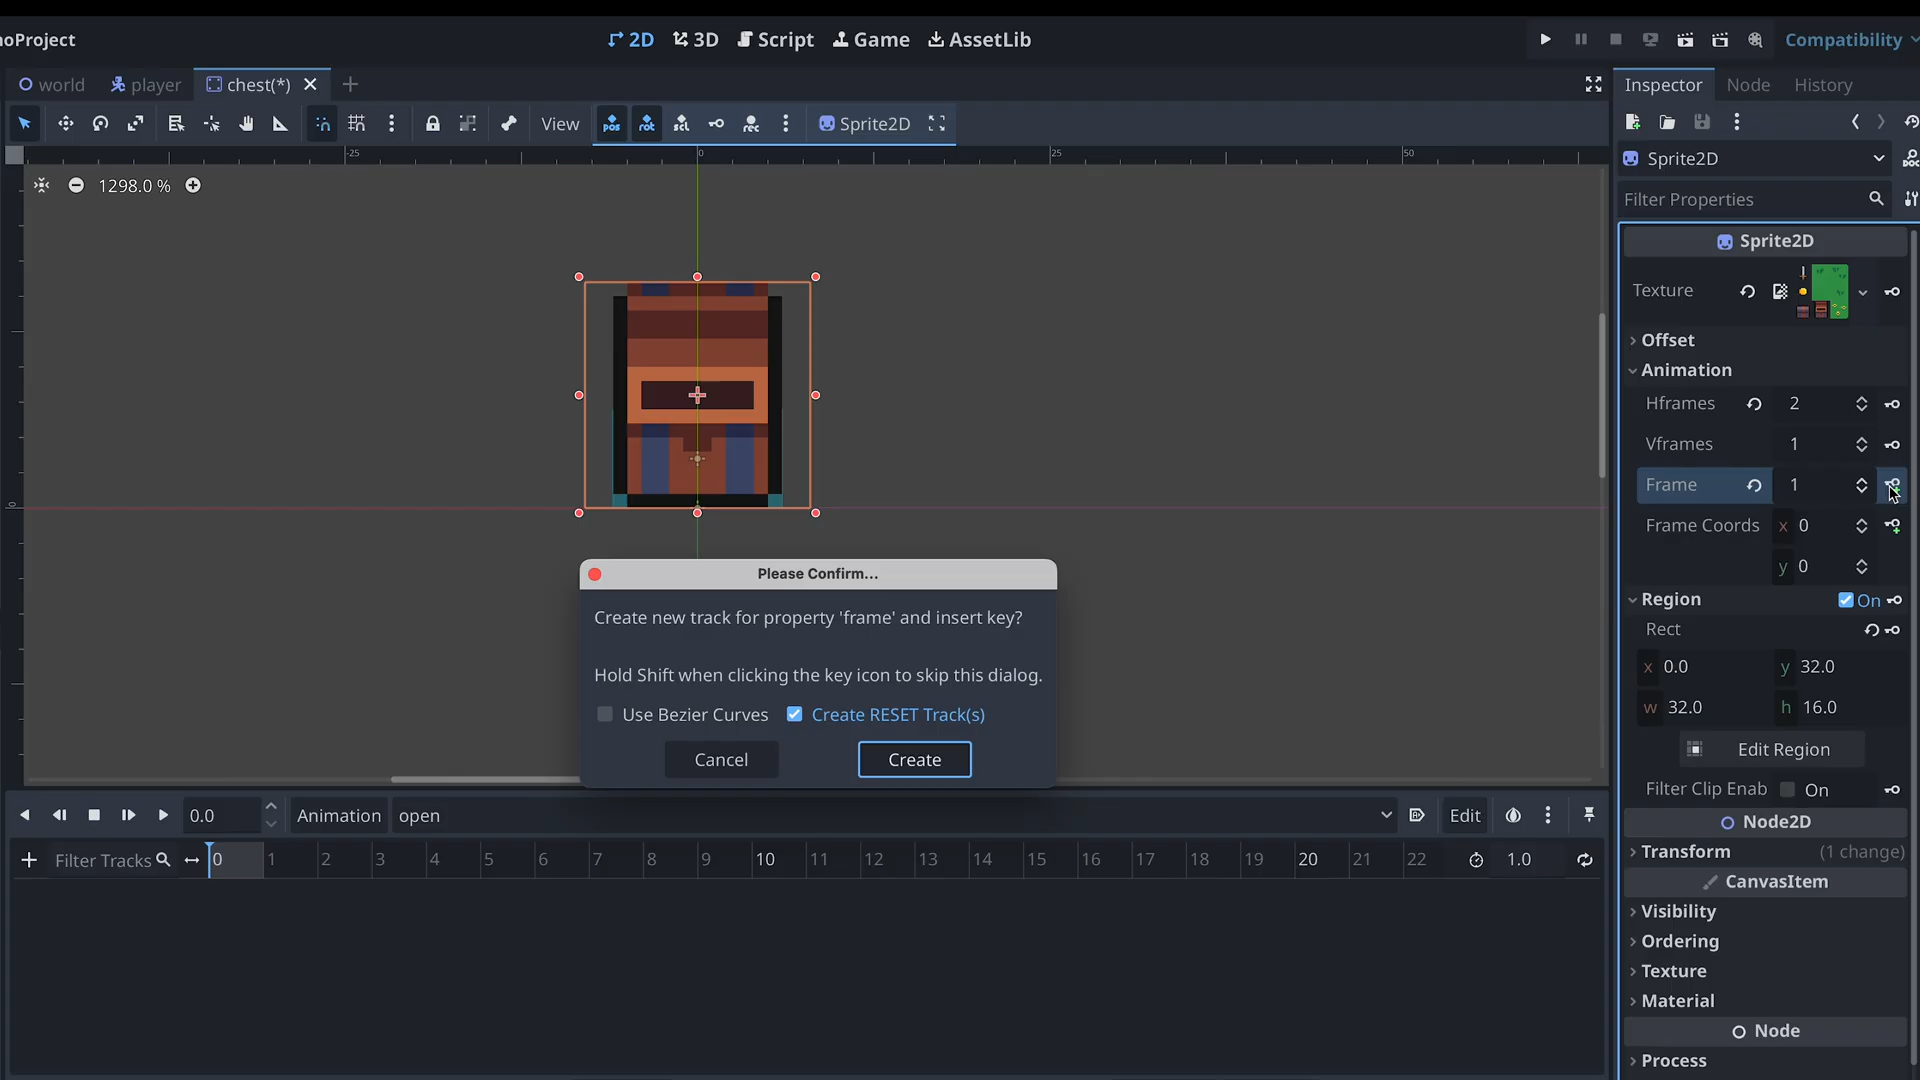 oProject
2D 3D Script Game AssetLib
Compatibility
world player chest(*)
Inspector Node History
View
Sprite2D
-25 0 25 50
1298.0 %
0
Sprite2D
Filter Properties
Sprite2D
Texture
Offset
Animation
Hframes 2
Vframes 1
Frame 1
Frame Coords x 0
y 0
Region On
Rect
x 0.0 y 32.0
w 32.0 h 16.0
Edit Region
Filter Clip Enab On
Node2D
Transform (1 change)
CanvasItem
Visibility
Ordering
Texture
Material
Node
Process
Please Confirm...
Create new track for property 'frame' and insert key?
Hold Shift when clicking the key icon to skip this dialog.
Use Bezier Curves Create RESET Track(s)
Cancel Create
0.0 Animation open Edit
Filter Tracks 0 1 2 3 4 5 6 7 8 9 10 11 12 13 14 15 16 17 18 19 20 21 22 1.0